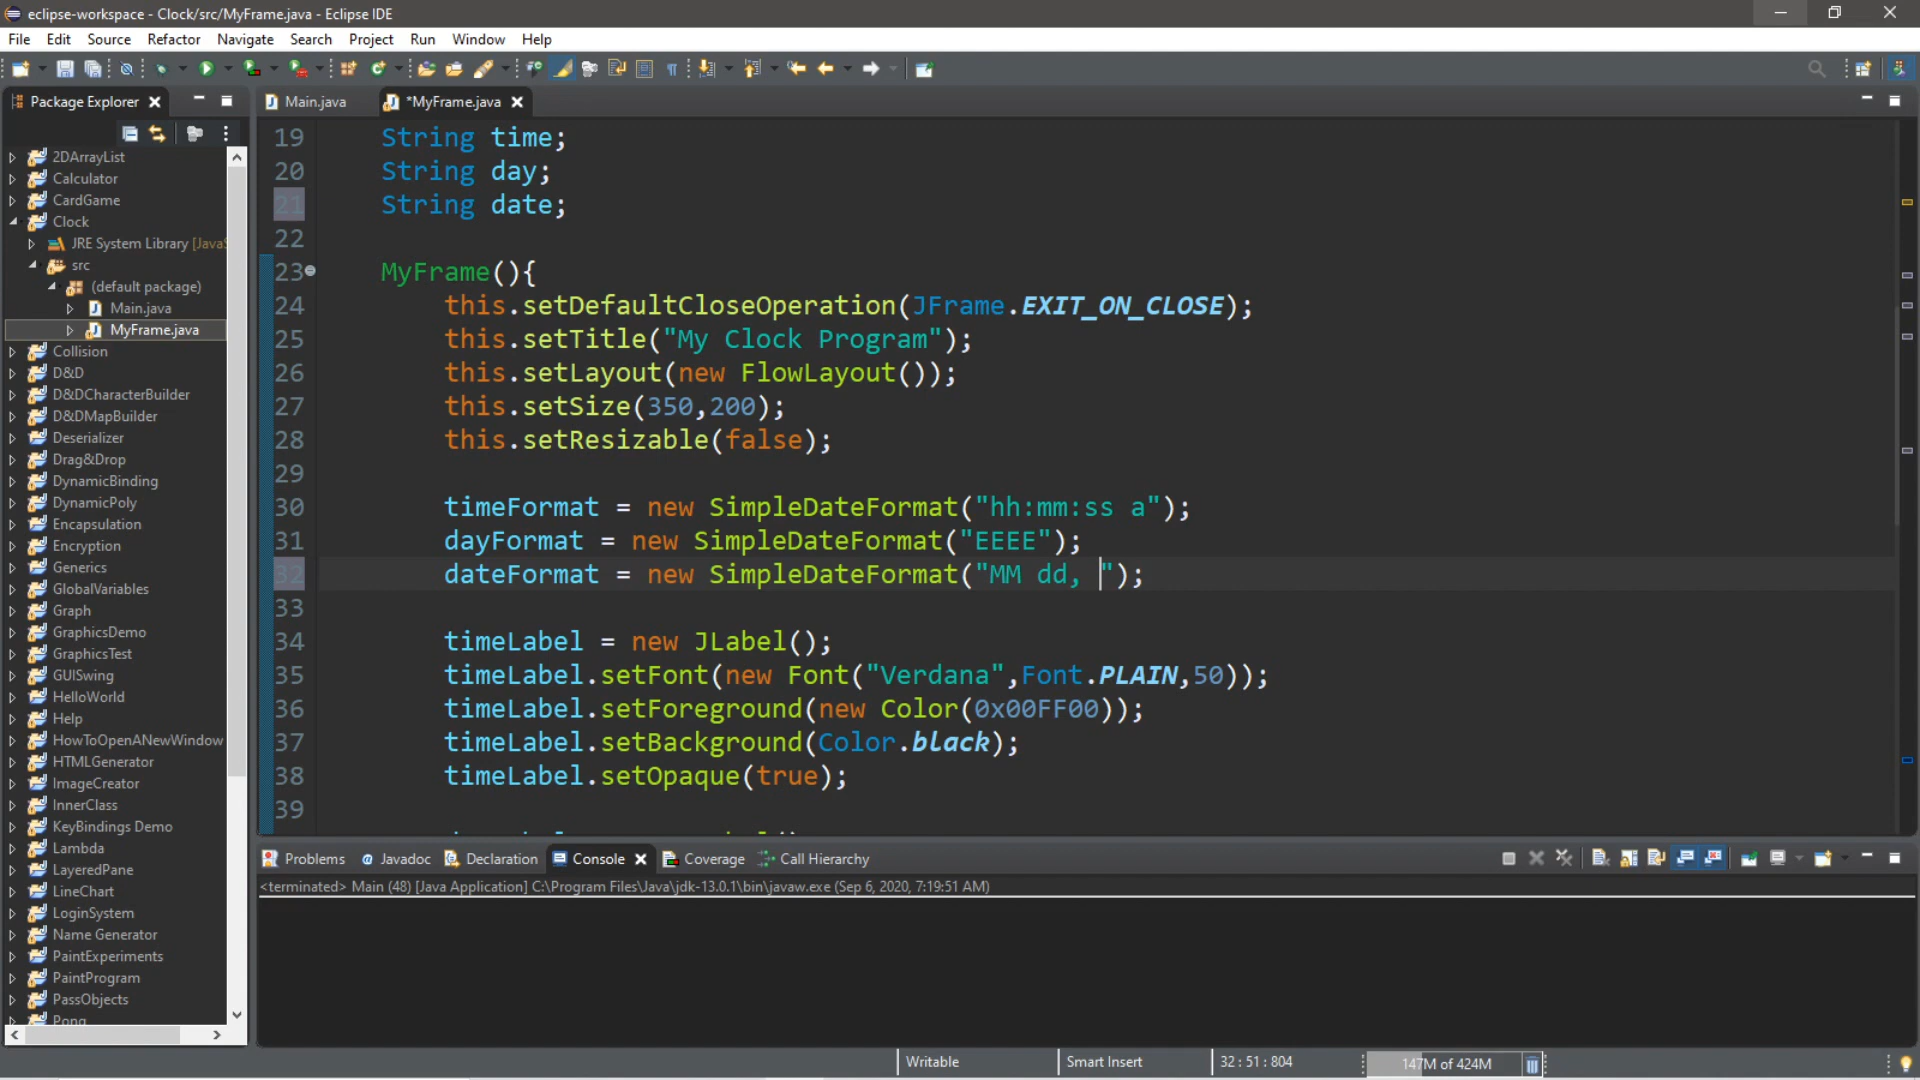 eclipse-workspace - Clock/src/MyFrame.java - Eclipse IDE
File Edit Source Refactor Navigate Search Project Run Window Help
Package Explorer
Main.java
*MyFrame.java
2DArrayList
Calculator
CardGame
Clock
JRE System Library [JavaS
src
(default package)
Main.java
MyFrame.java
Collision
D&D
D&DCharacterBuilder
D&DMapBuilder
Deserializer
Drag&Drop
DynamicBinding
DynamicPoly
Encapsulation
Encryption
Generics
GlobalVariables
Graph
GraphicsDemo
GraphicsTest
GUISwing
HelloWorld
Help
HowToOpenANewWindow
HTMLGenerator
ImageCreator
InnerClass
KeyBindings Demo
Lambda
LayeredPane
LineChart
LoginSystem
Name Generator
PaintExperiments
PaintProgram
PassObjects
Pong
19 String time;
20 String day;
21 String date;
22
23 MyFrame(){
24 this.setDefaultCloseOperation(JFrame.EXIT_ON_CLOSE);
25 this.setTitle("My Clock Program");
26 this.setLayout(new FlowLayout());
27 this.setSize(350,200);
28 this.setResizable(false);
29
30 timeFormat = new SimpleDateFormat("hh:mm:ss a");
31 dayFormat = new SimpleDateFormat("EEEE");
32 dateFormat = new SimpleDateFormat("MM dd, ");
33
34 timeLabel = new JLabel();
35 timeLabel.setFont(new Font("Verdana",Font.PLAIN,50));
36 timeLabel.setForeground(new Color(0x00FF00));
37 timeLabel.setBackground(Color.black);
38 timeLabel.setOpaque(true);
39
Problems Javadoc Declaration Console Coverage Call Hierarchy
<terminated> Main (48) [Java Application] C:\Program Files\Java\jdk-13.0.1\bin\javaw.exe (Sep 6, 2020, 7:19:51 AM)
Writable Smart Insert 32 : 51 : 804 147M of 424M